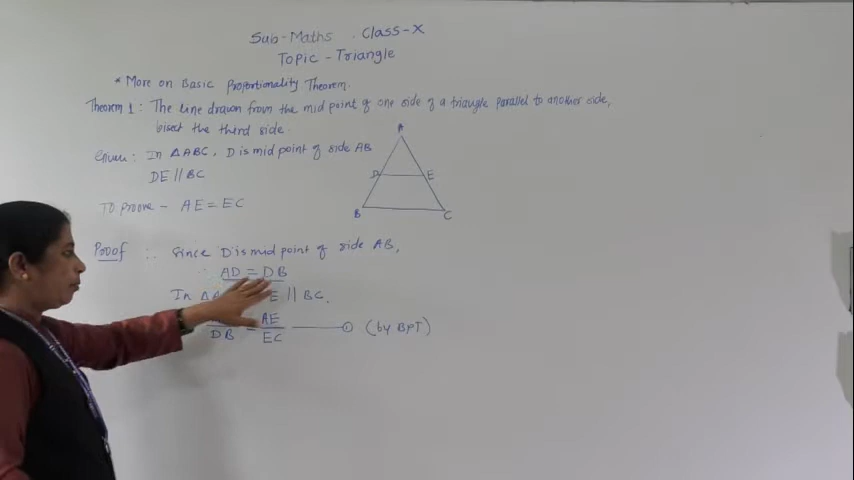 Sub-Maths . Class-X
Topic - Triangle
* More on Basic Proportionality Theorem.
Theorem 1 : The line drawn from the mid point of one side of a triangle parallel to another side,
bisect the third side.
Given : In ΔABC, D is mid point of side AB
DE // BC
To prove - AE = EC
A
D
E
B
C
Proof :- Since D is mid point of side AB,
∴ AD = DB
In ΔA E // BC,
DB = AE/EC ——① (by BPT)